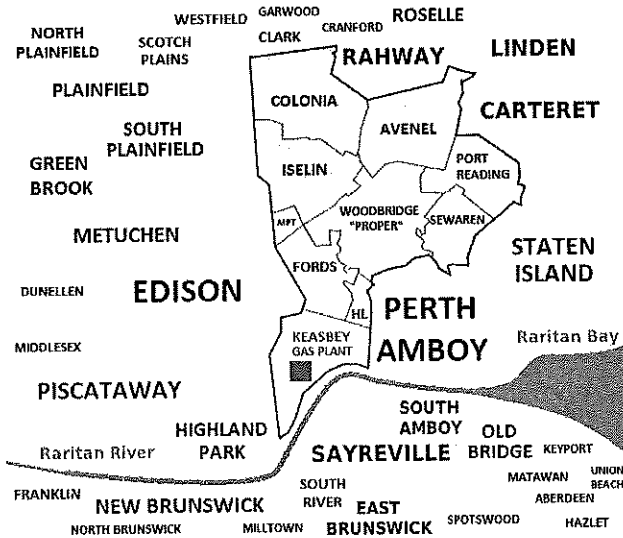 GARWOOD
WESTFIELD
ROSELLE
CRANFORD
NORTH
PLAINFIELD
SCOTCH
PLAINS
CLARK
RAHWAY
LINDEN
PLAINFIELD
COLONIA
CARTERET
AVENEL
SOUTH
PLAINFIELD
GREEN
BROOK
ISELIN
PORT
READING
WOODBRIDGE
"PROPER"
SEWAREN
MPT
METUCHEN
STATEN
ISLAND
FORDS
DUNELLEN
EDISON
HL
PERTH
AMBOY
KEASBEY
GAS PLANT
Raritan Bay
MIDDLESEX
PISCATAWAY
SOUTH
AMBOY
HIGHLAND
PARK
OLD
BRIDGE
KEYPORT
Raritan River
SAYREVILLE
UNION
BEACH
MATAWAN
SOUTH
RIVER
FRANKLIN
NEW BRUNSWICK
ABERDEEN
EAST
BRUNSWICK
SPOTSWOOD
HAZLET
NORTH BRUNSWICK
MILLTOWN